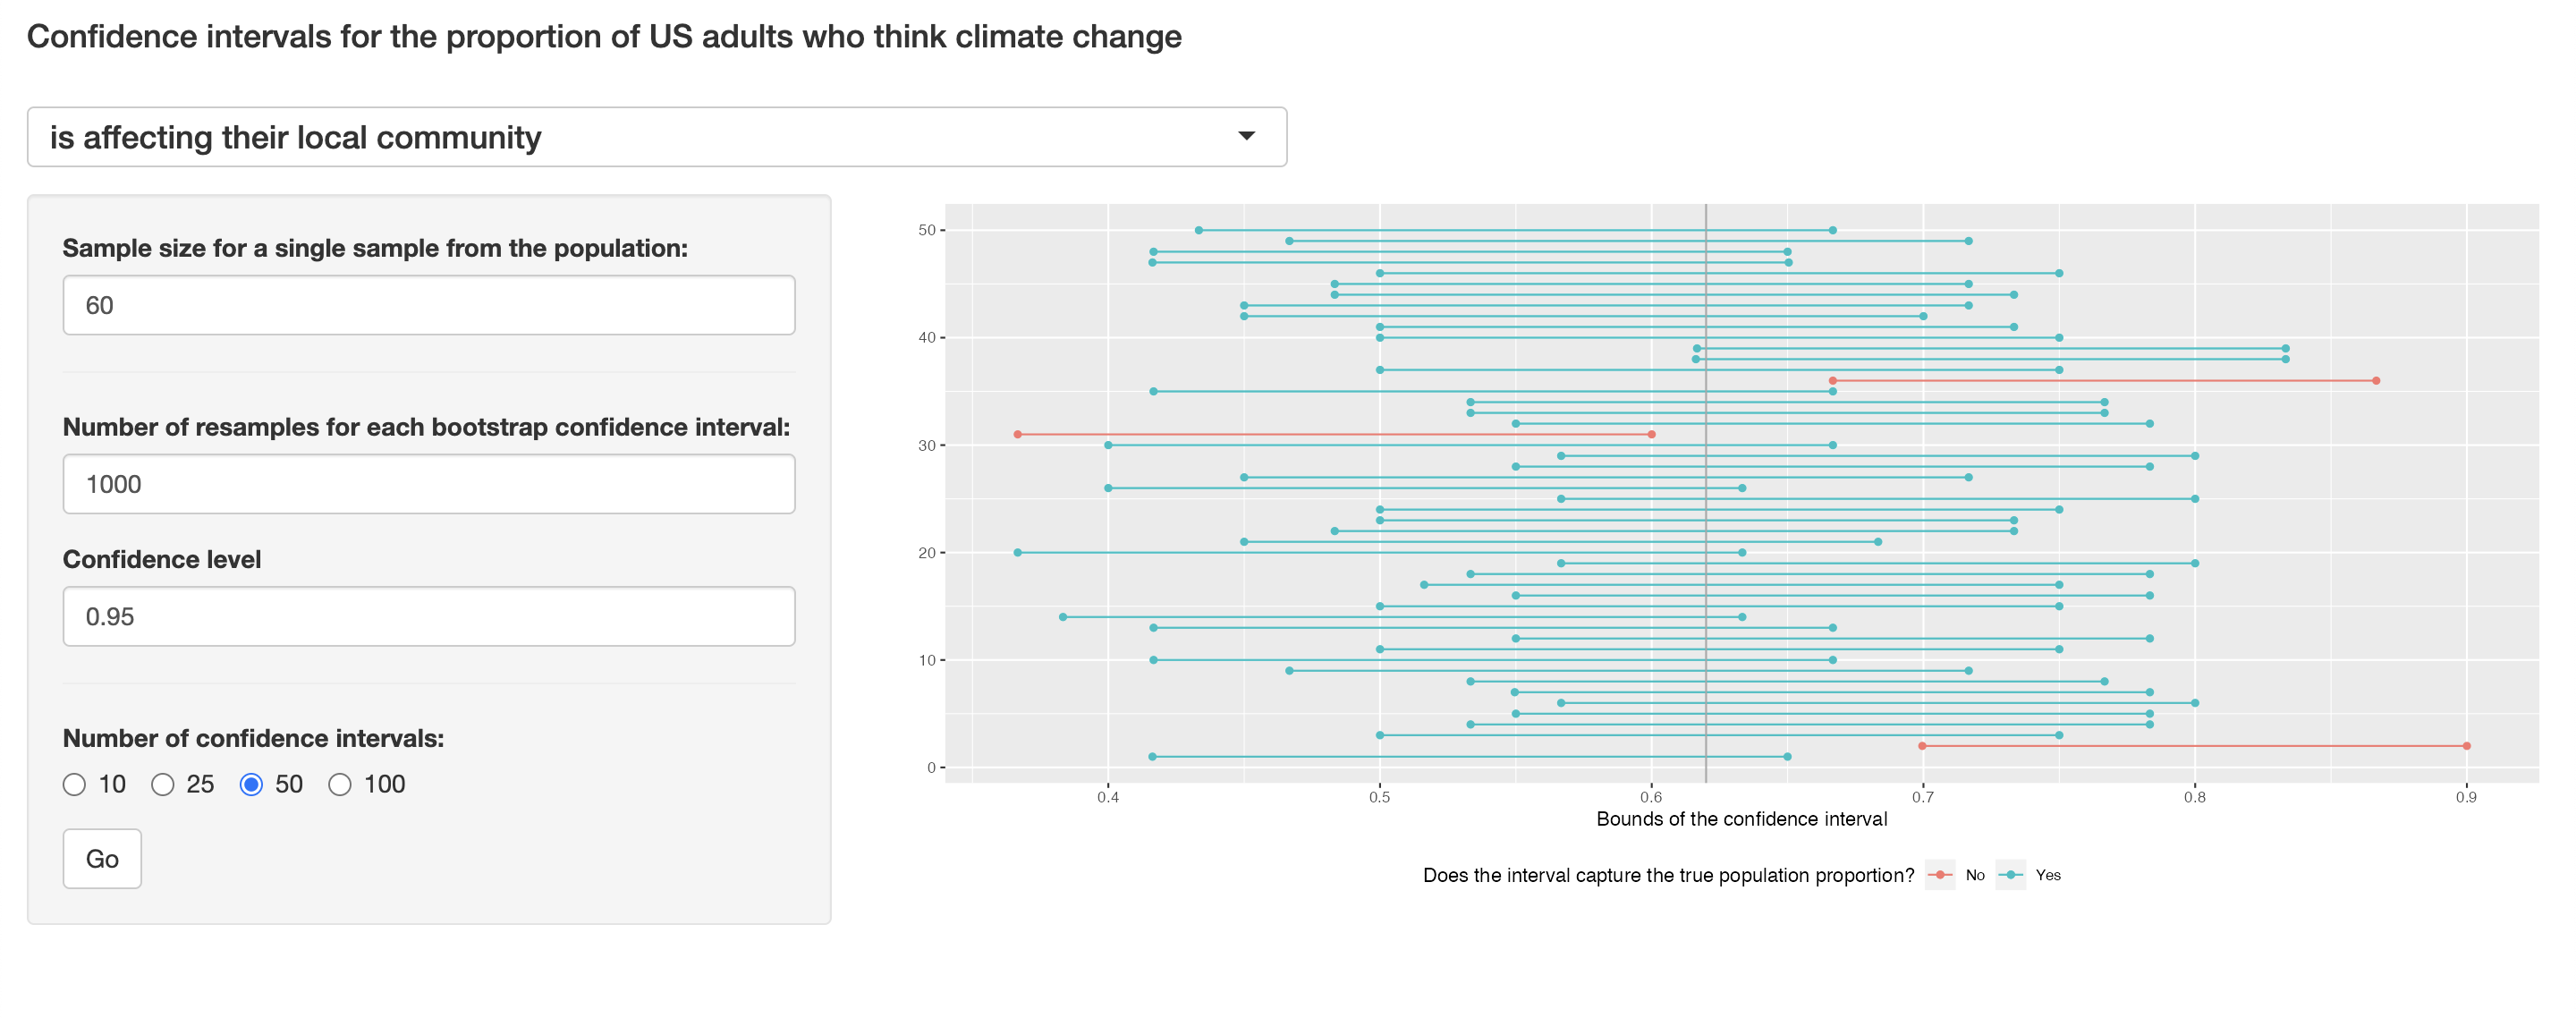 Confidence intervals for the proportion of US adults who think climate change
is affecting their local community
Sample size for a single sample from the population:
60
Number of resamples for each bootstrap confidence interval:
1000
Confidence level
0.95
Number of confidence intervals:
10 25 50 100
Go
50
40
30
20
10
0
0.4 0.5 0.6 0.7 0.8 0.9
Bounds of the confidence interval
Does the interval capture the true population proportion? No Yes